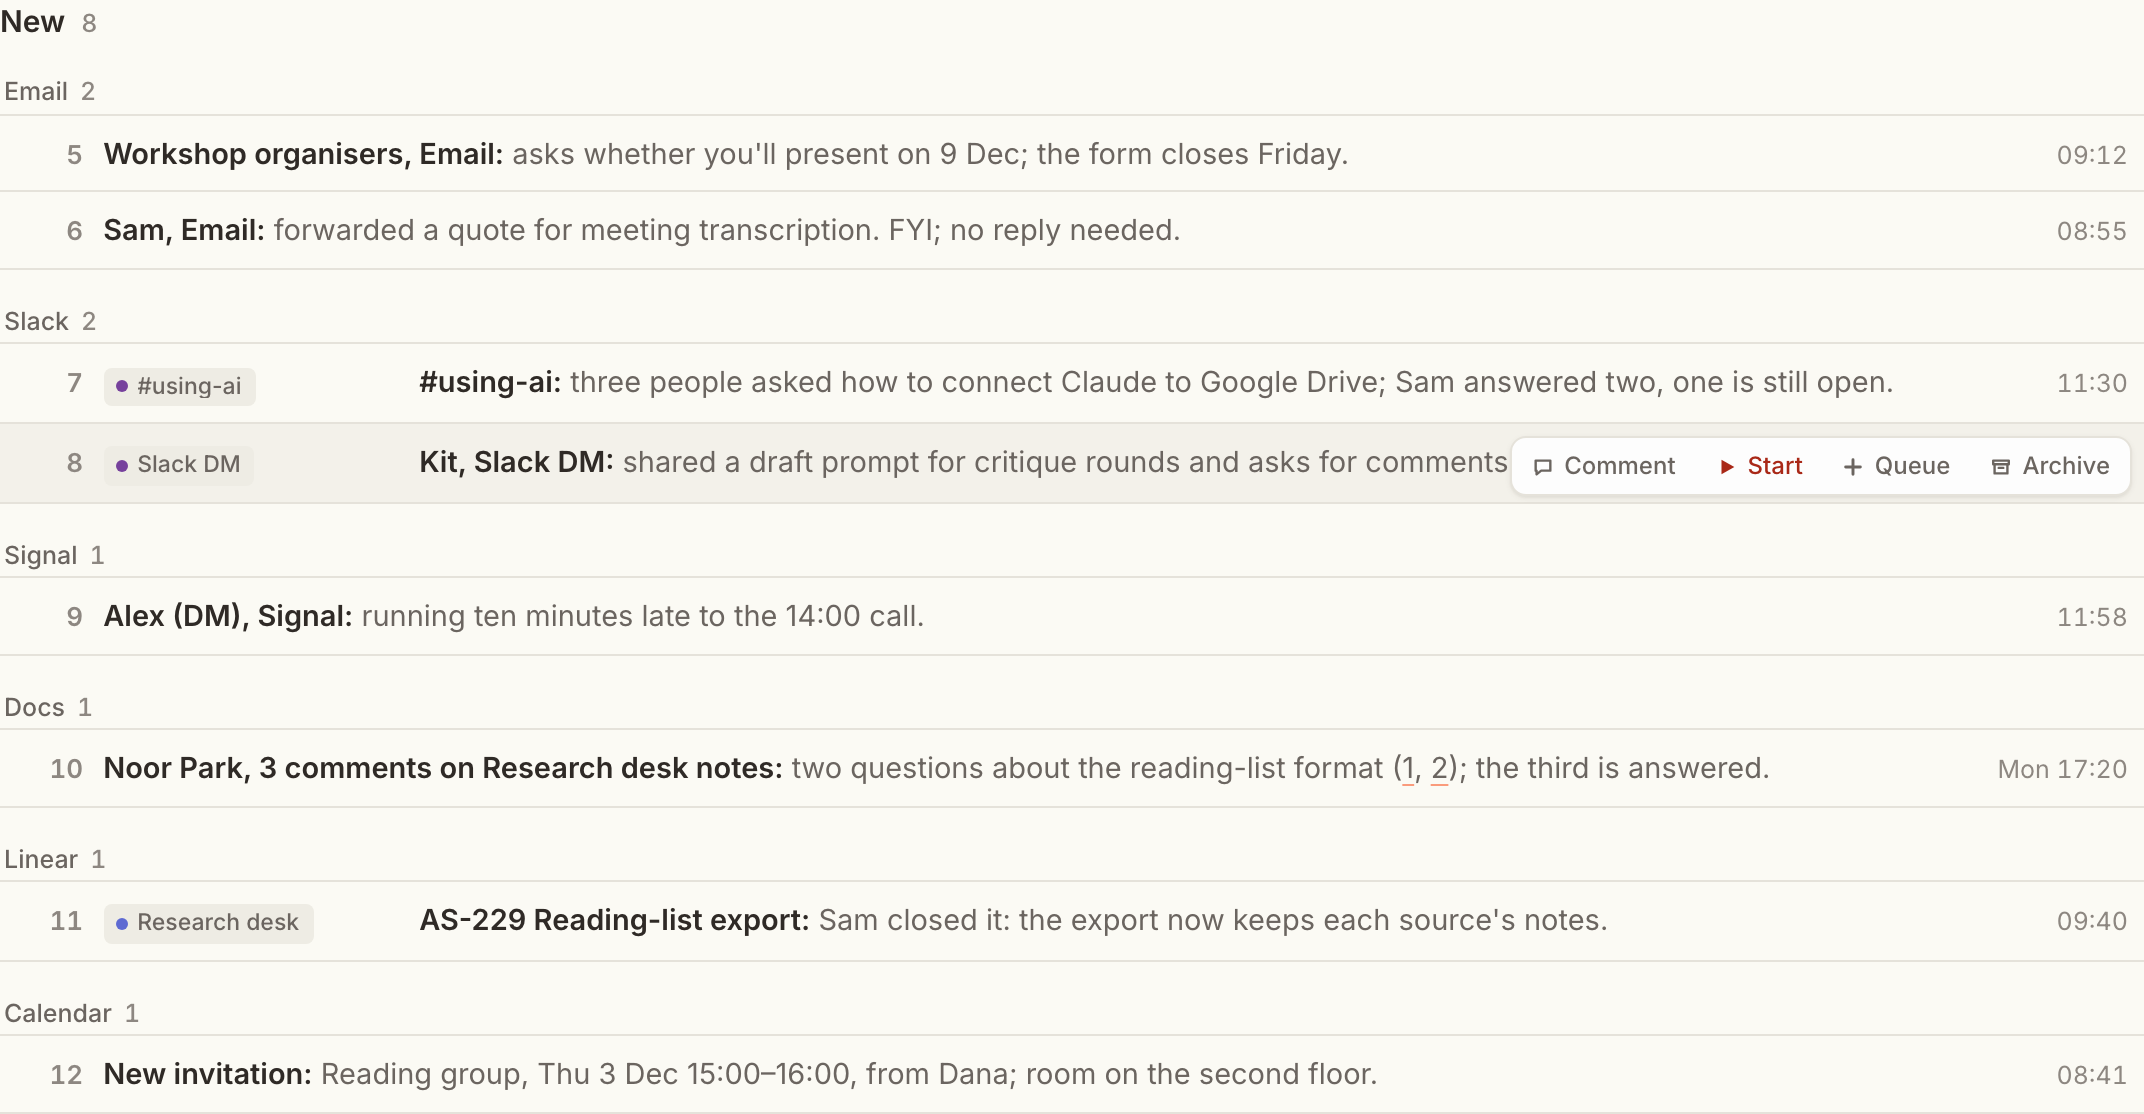 New 8
Email 2
5 Workshop organisers, Email: asks whether you'll present on 9 Dec; the form closes Friday. 09:12
6 Sam, Email: forwarded a quote for meeting transcription. FYI; no reply needed. 08:55
Slack 2
7 #using-ai #using-ai: three people asked how to connect Claude to Google Drive; Sam answered two, one is still open. 11:30
8 Slack DM Kit, Slack DM: shared a draft prompt for critique rounds and asks for comments Comment Start Queue Archive
Signal 1
9 Alex (DM), Signal: running ten minutes late to the 14:00 call. 11:58
Docs 1
10 Noor Park, 3 comments on Research desk notes: two questions about the reading-list format (1, 2); the third is answered. Mon 17:20
Linear 1
11 Research desk AS-229 Reading-list export: Sam closed it: the export now keeps each source's notes. 09:40
Calendar 1
12 New invitation: Reading group, Thu 3 Dec 15:00–16:00, from Dana; room on the second floor. 08:41